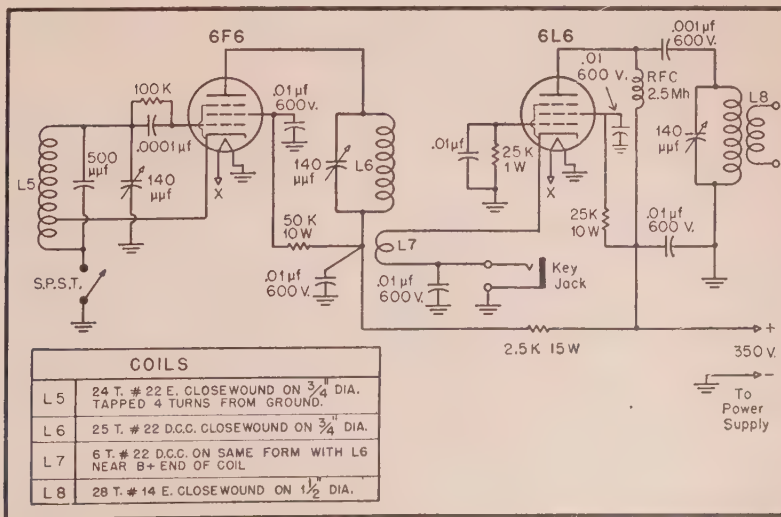 6F6
6L6
.001 μf
600 V.
100 K
.01 μf
600 V.
.01
600 V.
RFC
2.5 Mh
L8
.0001 μf
140
μμf
L6
.01 μf
25 K
1 W
140
μμf
L5
500
μμf
140
μμf
X
X
50 K
10 W
25 K
10 W
.01 μf
600 V.
L7
.01 μf
600 V.
.01 μf
600 V.
Key
Jack
S.P.S.T.
2.5 K 15 W
+
350 V.
-
To
Power
Supply
COILS
L5 24 T. # 22 E. CLOSEWOUND ON 3/4" DIA.
TAPPED 4 TURNS FROM GROUND.
L6 25 T. # 22 D.C.C. CLOSEWOUND ON 3/4" DIA.
L7 6 T. # 22 D.C.C. ON SAME FORM WITH L6
NEAR B+ END OF COIL
L8 28 T. # 14 E. CLOSEWOUND ON 1 1/2" DIA.